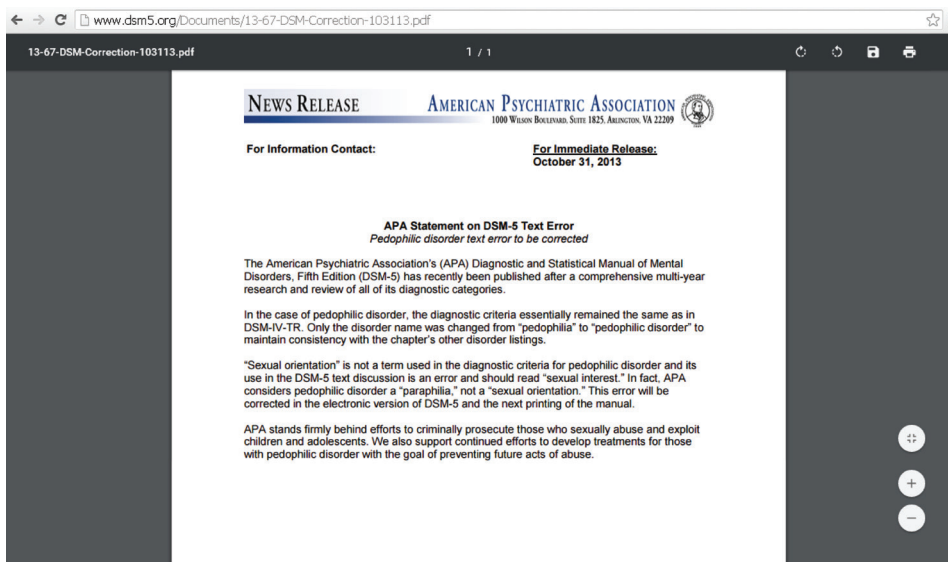 www.dsm5.org/Documents/13-67-DSM-Correction-103113.pdf
13-67-DSM-Correction-103113.pdf
1 / 1
NEWS RELEASE
AMERICAN PSYCHIATRIC ASSOCIATION
1000 WILSON BOULEVARD, SUITE 1825, ARLINGTON, VA 22209
For Information Contact:
For Immediate Release:
October 31, 2013
APA Statement on DSM-5 Text Error
Pedophilic disorder text error to be corrected
The American Psychiatric Association's (APA) Diagnostic and Statistical Manual of Mental
Disorders, Fifth Edition (DSM-5) has recently been published after a comprehensive multi-year
research and review of all of its diagnostic categories.
In the case of pedophilic disorder, the diagnostic criteria essentially remained the same as in
DSM-IV-TR. Only the disorder name was changed from “pedophilia” to “pedophilic disorder” to
maintain consistency with the chapter's other disorder listings.
“Sexual orientation” is not a term used in the diagnostic criteria for pedophilic disorder and its
use in the DSM-5 text discussion is an error and should read “sexual interest.” In fact, APA
considers pedophilic disorder a “paraphilia,” not a “sexual orientation.” This error will be
corrected in the electronic version of DSM-5 and the next printing of the manual.
APA stands firmly behind efforts to criminally prosecute those who sexually abuse and exploit
children and adolescents. We also support continued efforts to develop treatments for those
with pedophilic disorder with the goal of preventing future acts of abuse.